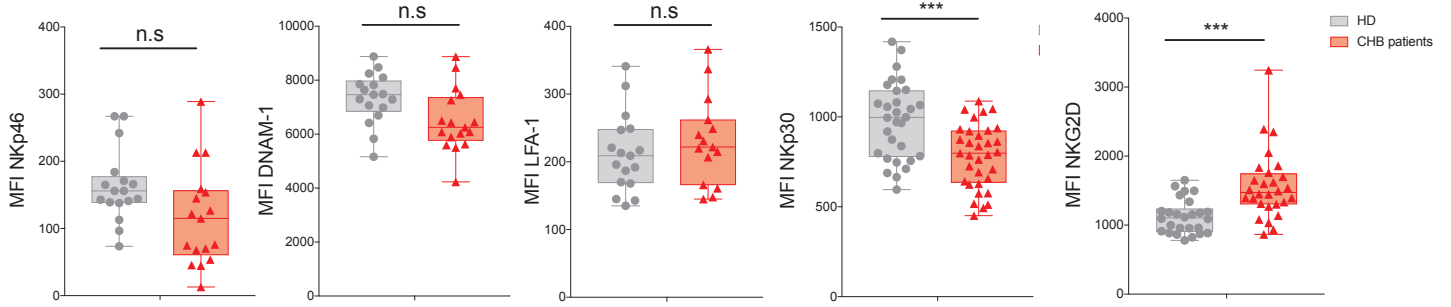 MFI NKp46
400
300
200
100
0
n.s
MFI DNAM-1
10000
8000
6000
4000
2000
0
n.s
MFI LFA-1
400
300
200
100
0
n.s
MFI NKp30
1500
1000
500
0
***
MFI NKG2D
4000
3000
2000
1000
0
***
HD
CHB patients